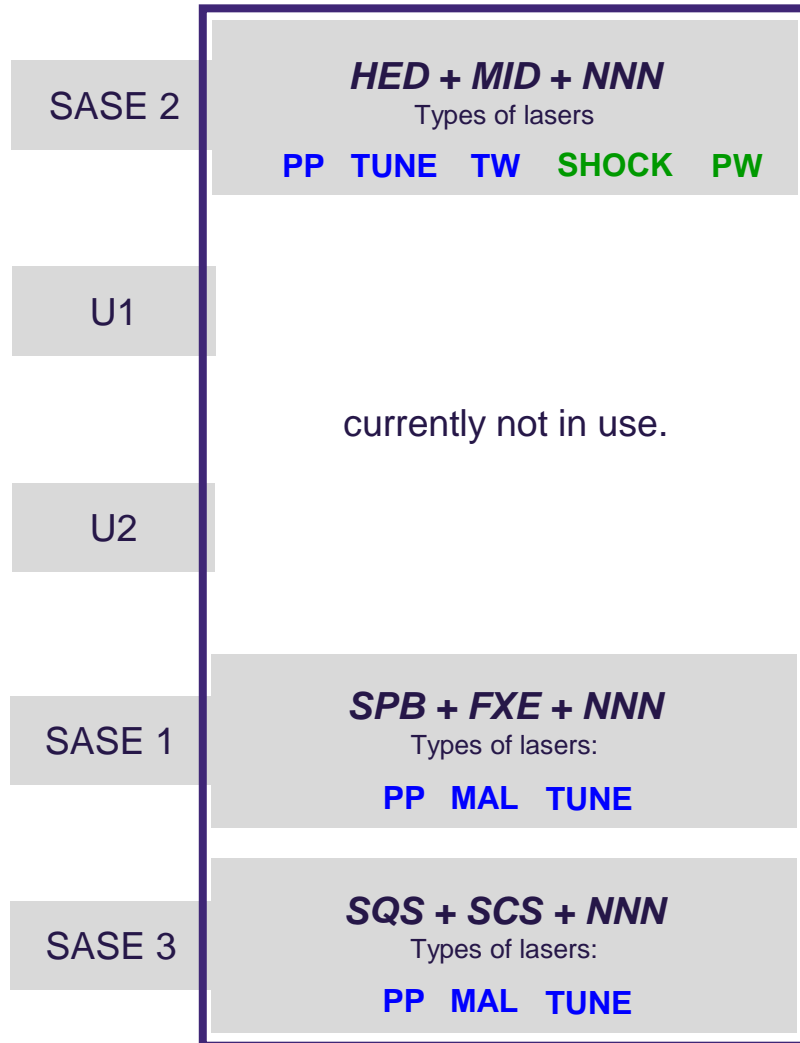 SASE 2
HED + MID + NNN
Types of lasers
PP TUNE TW SHOCK PW
U1
currently not in use.
U2
SASE 1
SPB + FXE + NNN
Types of lasers:
PP MAL TUNE
SASE 3
SQS + SCS + NNN
Types of lasers:
PP MAL TUNE